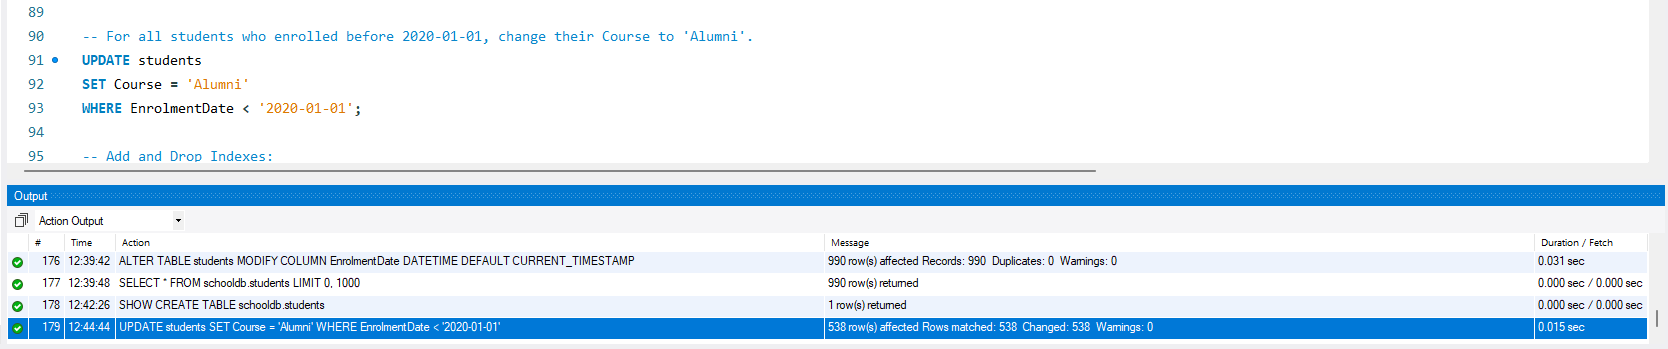 89
90 -- For all students who enrolled before 2020-01-01, change their Course to 'Alumni'.
91 UPDATE students
92 SET Course = 'Alumni'
93 WHERE EnrolmentDate < '2020-01-01';
94
95 -- Add and Drop Indexes:
Output
Action Output
# Time Action Message Duration / Fetch
176 12:39:42 ALTER TABLE students MODIFY COLUMN EnrolmentDate DATETIME DEFAULT CURRENT_TIMESTAMP 990 row(s) affected Records: 990 Duplicates: 0 Warnings: 0 0.031 sec
177 12:39:48 SELECT * FROM schooldb.students LIMIT 0, 1000 990 row(s) returned 0.000 sec / 0.000 sec
178 12:42:26 SHOW CREATE TABLE schooldb.students 1 row(s) returned 0.000 sec / 0.000 sec
179 12:44:44 UPDATE students SET Course = 'Alumni' WHERE EnrolmentDate < '2020-01-01' 538 row(s) affected Rows matched: 538 Changed: 538 Warnings: 0 0.015 sec